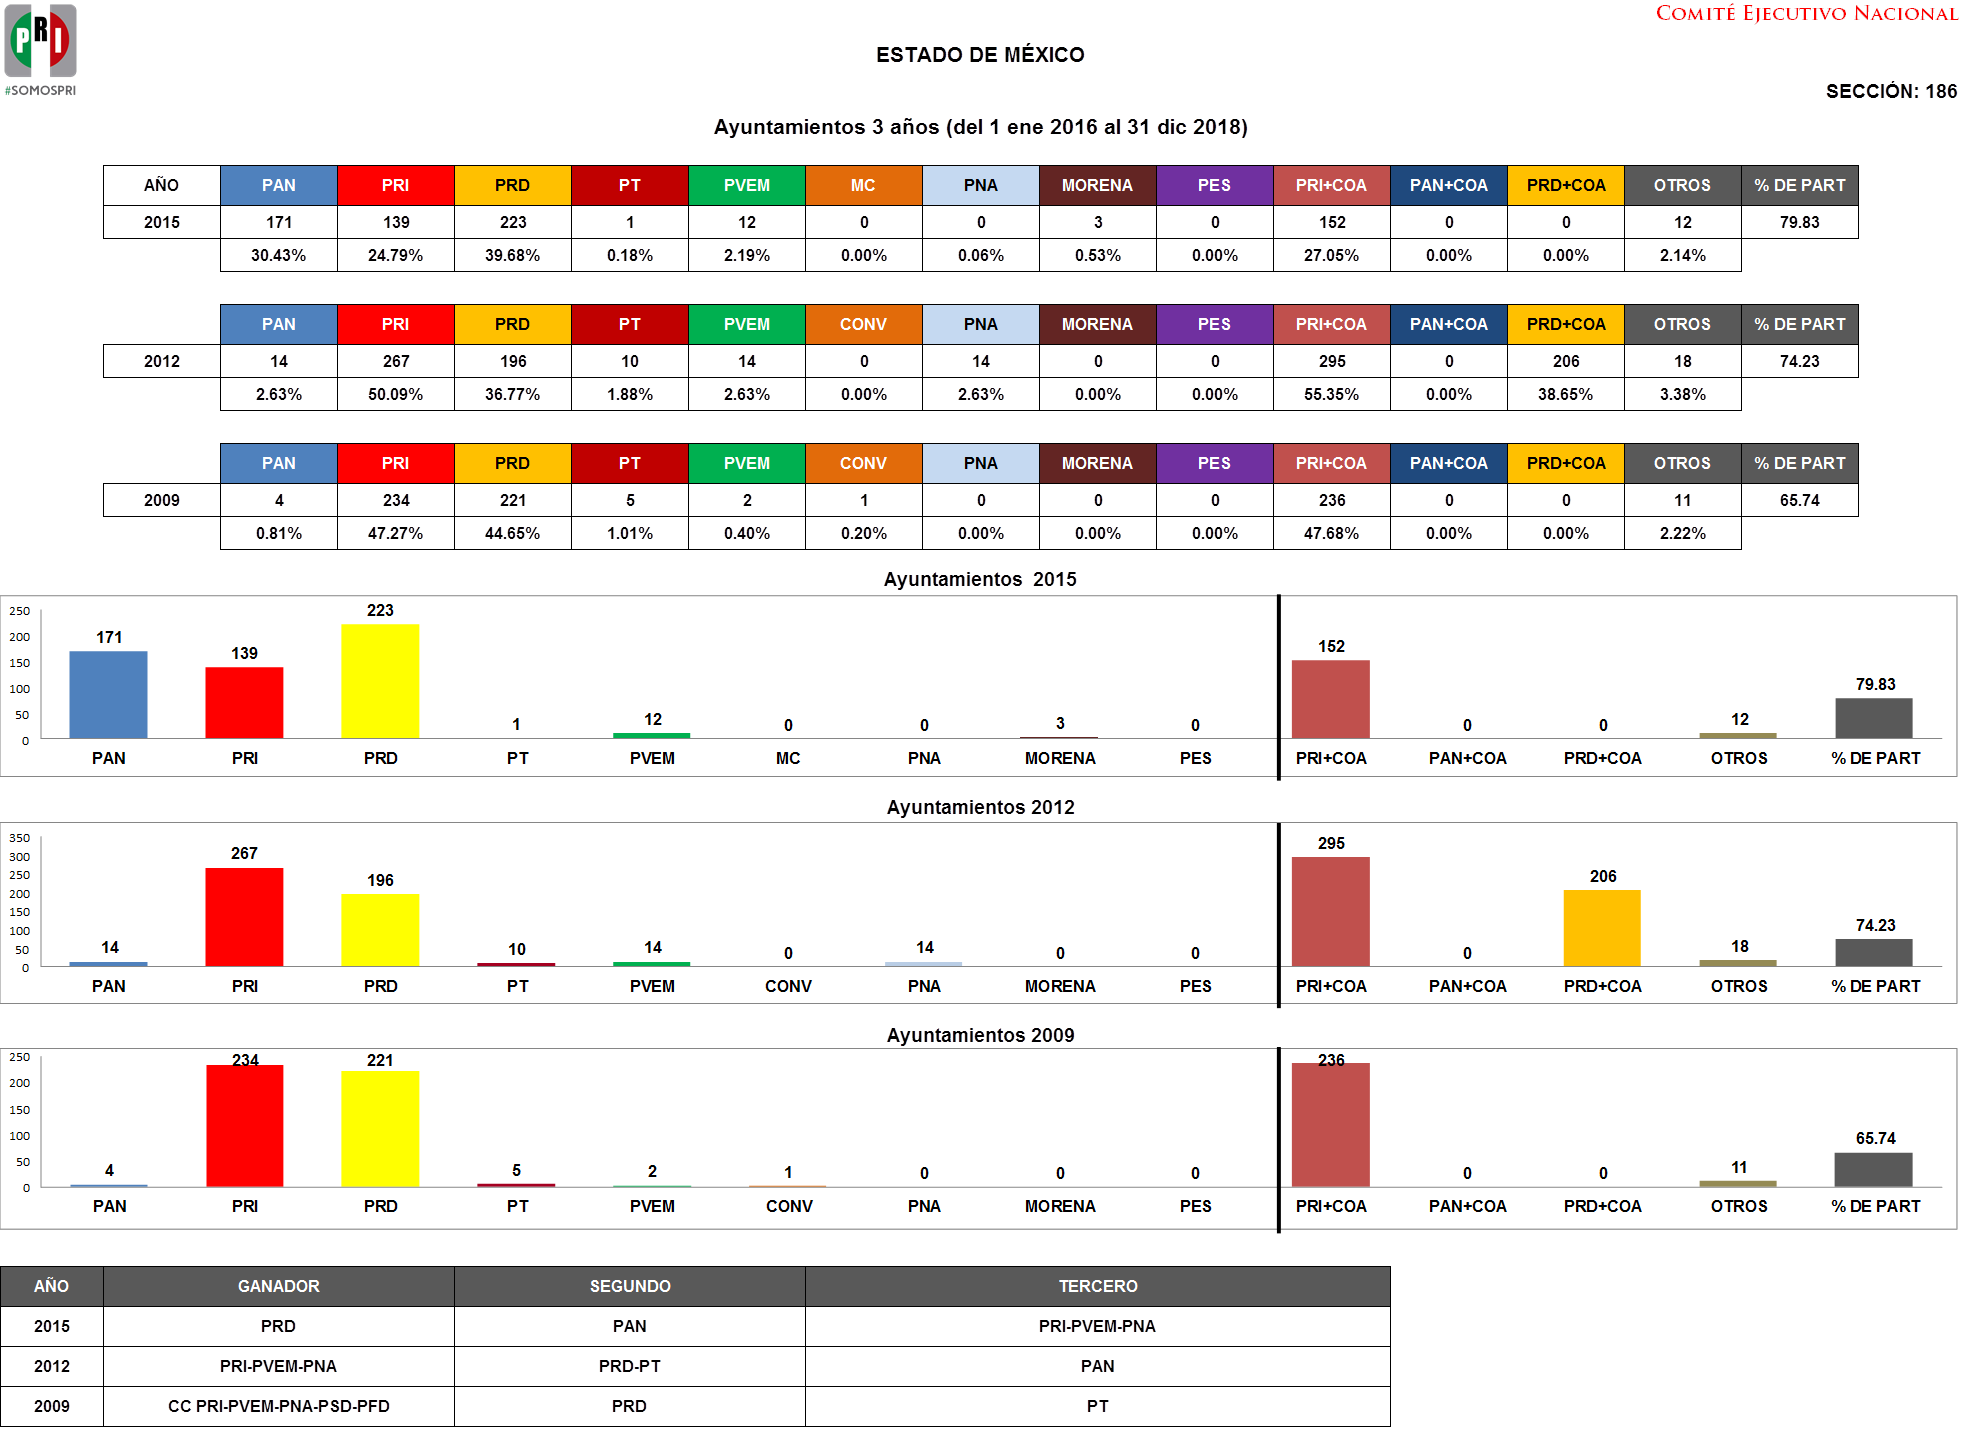 PRI
#SOMOSPRI
COMITÉ EJECUTIVO NACIONAL
ESTADO DE MÉXICO
SECCIÓN: 186
Ayuntamientos 3 años (del 1 ene 2016 al 31 dic 2018)
AÑO PAN PRI PRD PT PVEM MC PNA MORENA PES PRI+COA PAN+COA PRD+COA OTROS % DE PART
2015 171 139 223 1 12 0 0 3 0 152 0 0 12 79.83
30.43% 24.79% 39.68% 0.18% 2.19% 0.00% 0.06% 0.53% 0.00% 27.05% 0.00% 0.00% 2.14%
PAN PRI PRD PT PVEM CONV PNA MORENA PES PRI+COA PAN+COA PRD+COA OTROS % DE PART
2012 14 267 196 10 14 0 14 0 0 295 0 206 18 74.23
2.63% 50.09% 36.77% 1.88% 2.63% 0.00% 2.63% 0.00% 0.00% 55.35% 0.00% 38.65% 3.38%
PAN PRI PRD PT PVEM CONV PNA MORENA PES PRI+COA PAN+COA PRD+COA OTROS % DE PART
2009 4 234 221 5 2 1 0 0 0 236 0 0 11 65.74
0.81% 47.27% 44.65% 1.01% 0.40% 0.20% 0.00% 0.00% 0.00% 47.68% 0.00% 0.00% 2.22%
Ayuntamientos 2015
250
200
150
100
50
0
171 139 223 1 12 0 0 3 0 152 0 0 12 79.83
PAN PRI PRD PT PVEM MC PNA MORENA PES PRI+COA PAN+COA PRD+COA OTROS % DE PART
Ayuntamientos 2012
350
300
250
200
150
100
50
0
14 267 196 10 14 0 14 0 0 295 0 206 18 74.23
PAN PRI PRD PT PVEM CONV PNA MORENA PES PRI+COA PAN+COA PRD+COA OTROS % DE PART
Ayuntamientos 2009
250
200
150
100
50
0
4 234 221 5 2 1 0 0 0 236 0 0 11 65.74
PAN PRI PRD PT PVEM CONV PNA MORENA PES PRI+COA PAN+COA PRD+COA OTROS % DE PART
AÑO GANADOR SEGUNDO TERCERO
2015 PRD PAN PRI-PVEM-PNA
2012 PRI-PVEM-PNA PRD-PT PAN
2009 CC PRI-PVEM-PNA-PSD-PFD PRD PT